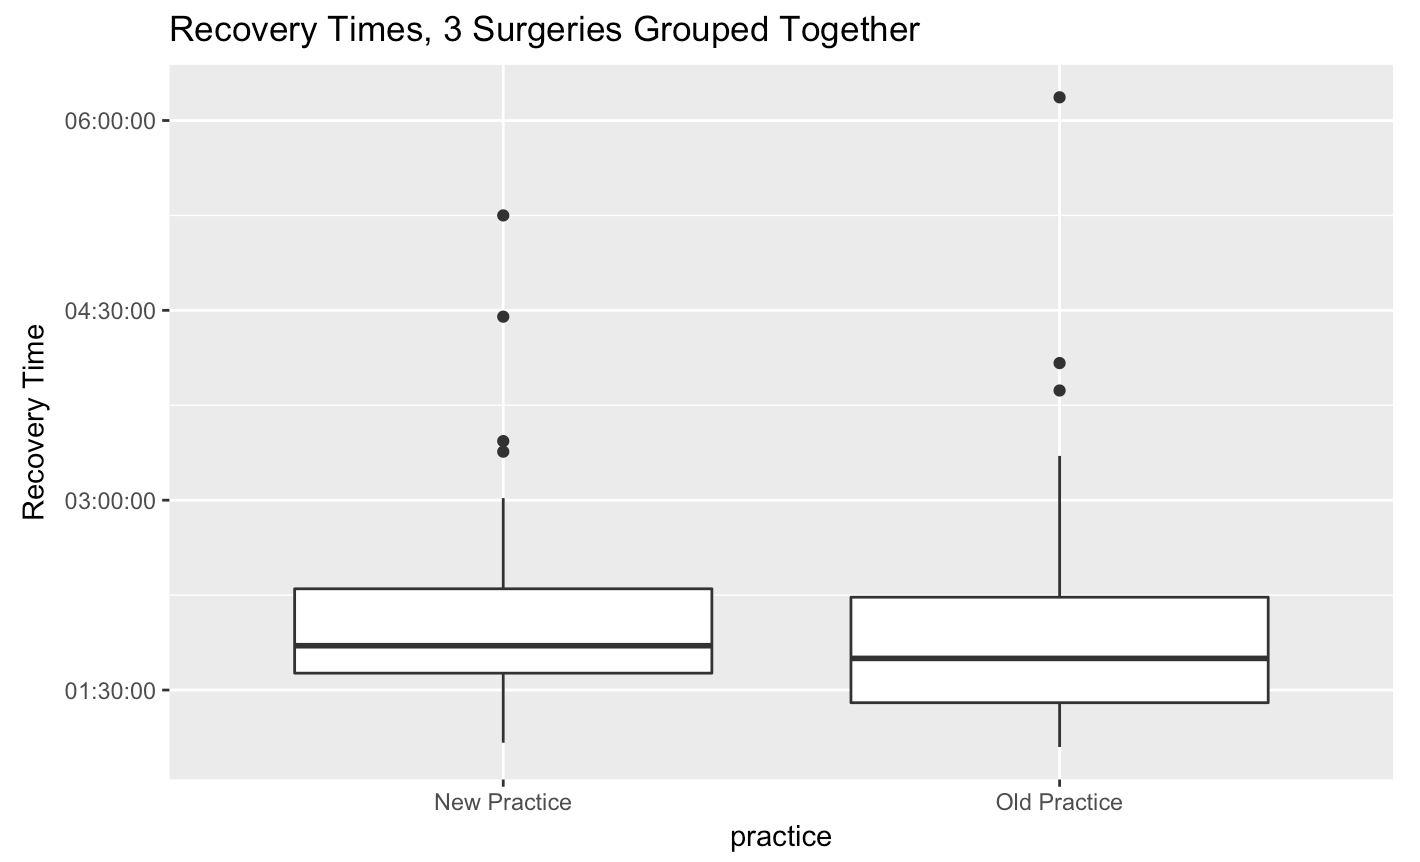 Recovery Times, 3 Surgeries Grouped Together
06:00:00
04:30:00
03:00:00
01:30:00
Recovery Time
New Practice
Old Practice
practice